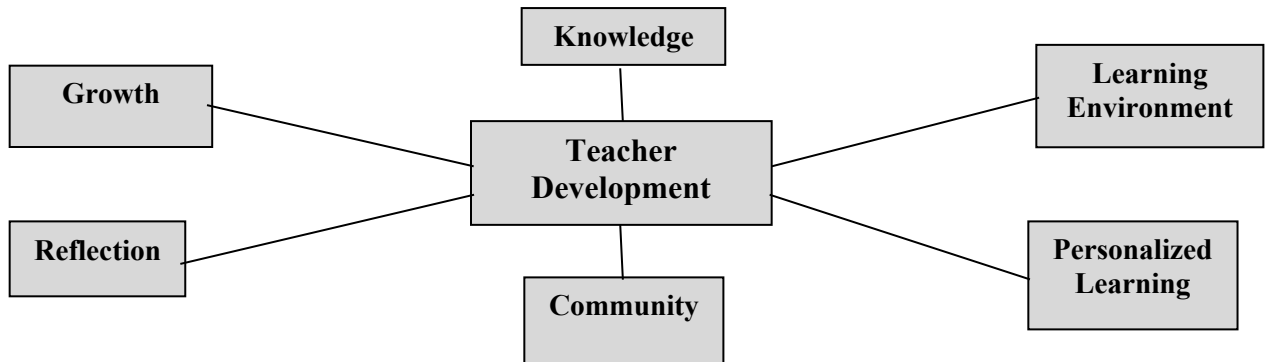 Knowledge
Growth
Learning
Environment
Teacher
Development
Reflection
Personalized
Learning
Community